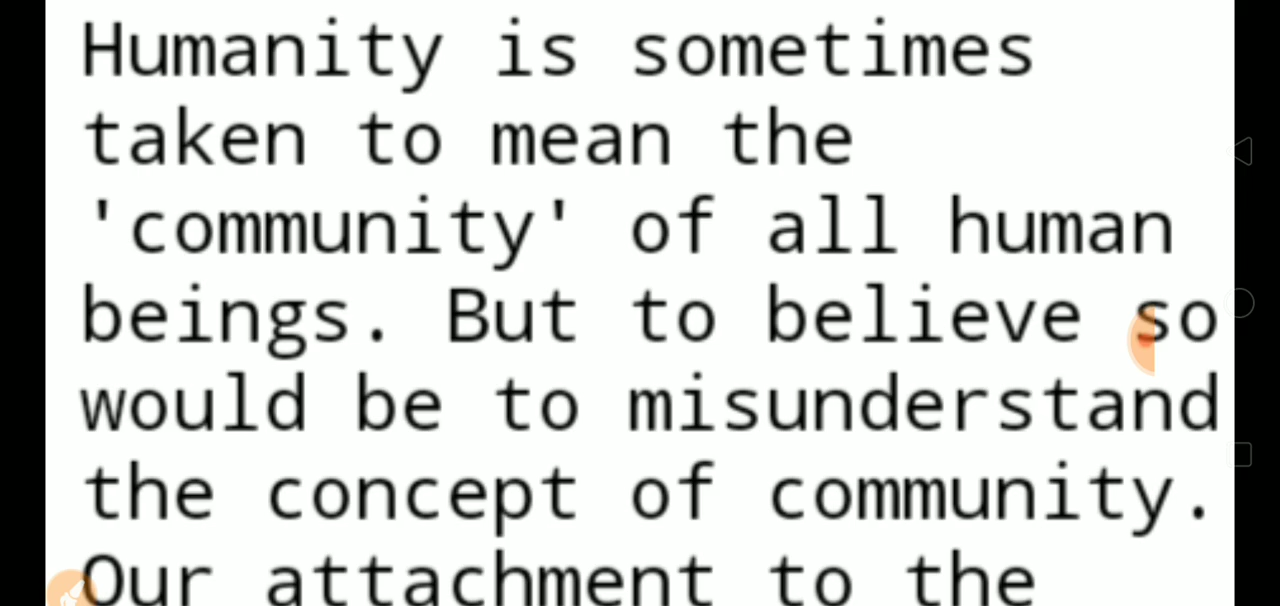 Humanity is sometimes
taken to mean the
'community' of all human
beings. But to believe so
would be to misunderstand
the concept of community.
Our attachment to the